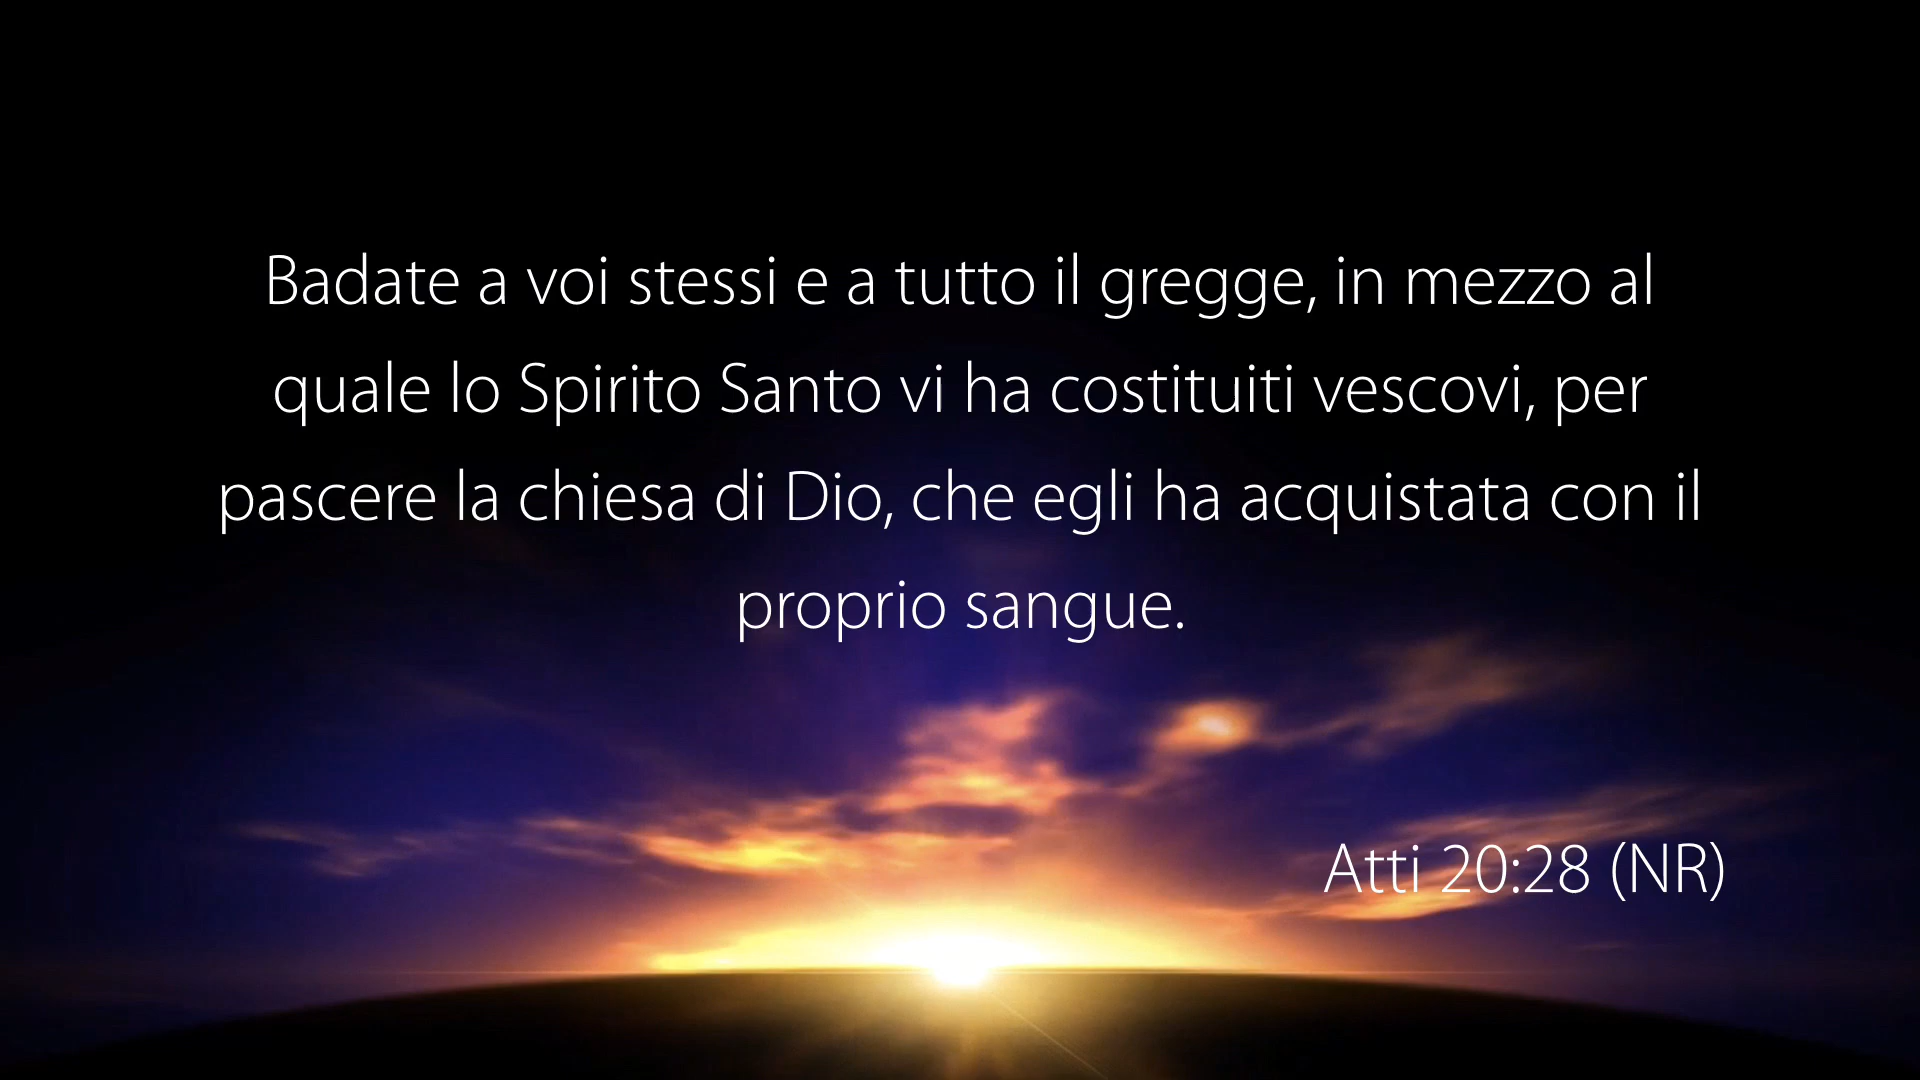 Badate a voi stessi e a tutto il gregge, in mezzo al
quale lo Spirito Santo vi ha costituiti vescovi, per
pascere la chiesa di Dio, che egli ha acquistata con il
proprio sangue.
Atti 20:28 (NR)